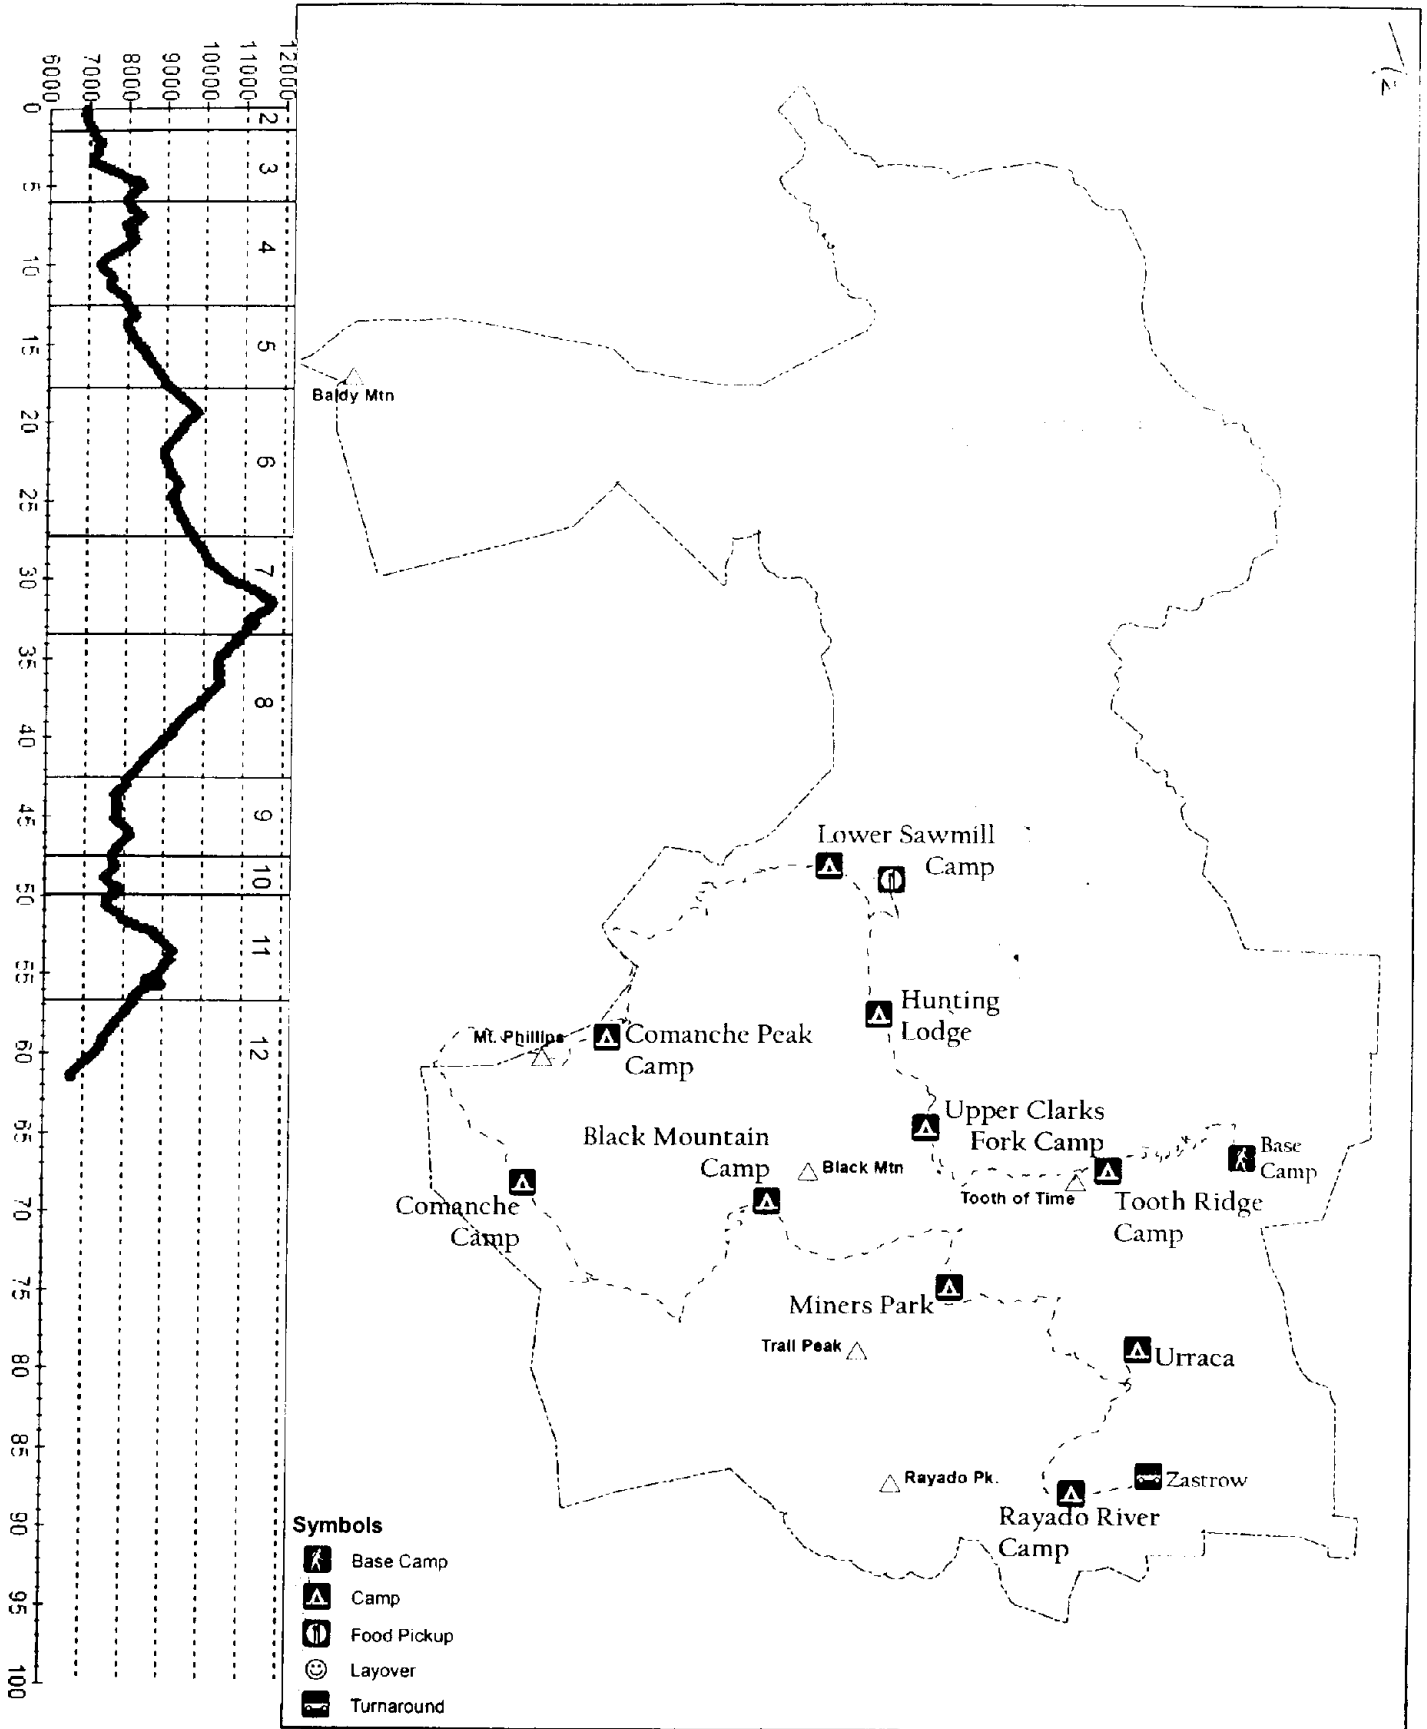 12000
11000
10000
9000
8000
7000
6000
0
5
10
15
20
25
30
35
40
45
50
55
60
65
70
75
80
85
90
95
100
2
3
4
5
6
7
8
9
10
11
12
Baldy Mtn
Lower Sawmill
Camp
Hunting
Lodge
Mt. Phillips
Comanche Peak
Camp
Upper Clarks
Fork Camp
Black Mountain
Camp
Black Mtn
Base
Camp
Tooth of Time
Tooth Ridge
Camp
Comanche
Camp
Miners Park
Trail Peak
Urraca
Rayado Pk.
Zastrow
Rayado River
Camp
Symbols
Base Camp
Camp
Food Pickup
Layover
Turnaround